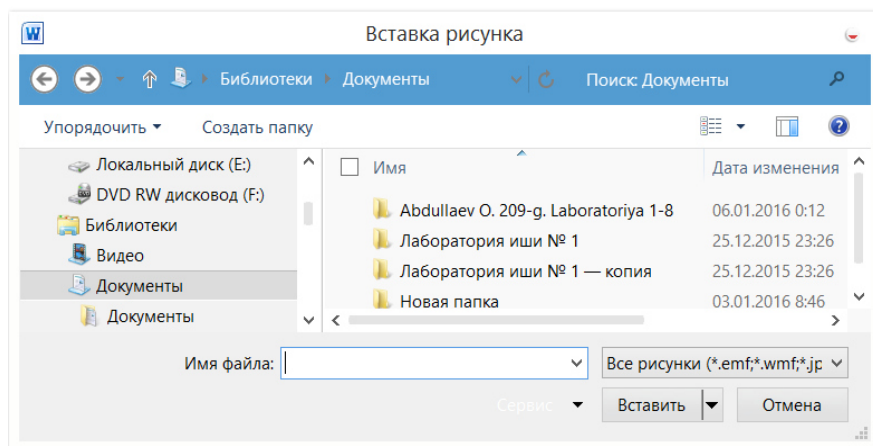 Вставка рисунка
Библиотеки Документы Поиск: Документы
Упорядочить Создать папку
Локальный диск (E:) Имя Дата изменения
DVD RW дисковод (F:)
Abdullaev O. 209-g. Laboratoriya 1-8 06.01.2016 0:12
Библиотеки
Лаборатория иши № 1 25.12.2015 23:26
Видео
Лаборатория иши № 1 — копия 25.12.2015 23:26
Документы
Новая папка 03.01.2016 8:46
Документы
Имя файла: Все рисунки (*.emf;*.wmf;*.jp
Сервис Вставить Отмена